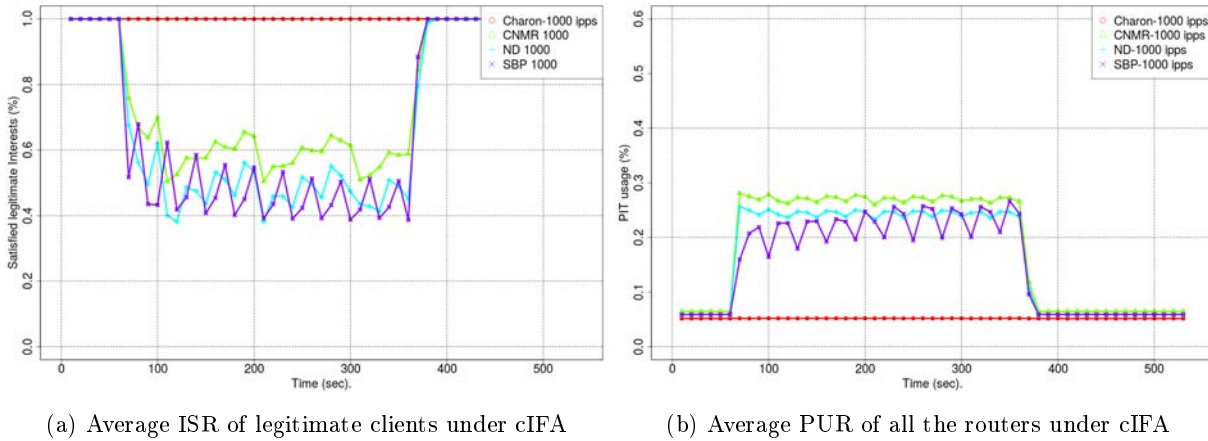 Satisfied legitimate Interests (%)
1.0
0.8
0.6
0.4
0.2
0.0
Charon-1000 ipps
CNMR 1000
ND 1000
SBP 1000
0
100
200
300
400
500
Time (sec).
(a) Average ISR of legitimate clients under cIFA
PIT usage (%)
0.6
0.5
0.4
0.3
0.2
0.1
0.0
Charon-1000 ipps
CNMR-1000 ipps
ND-1000 ipps
SBP-1000 ipps
0
100
200
300
400
500
Time (sec).
(b) Average PUR of all the routers under cIFA